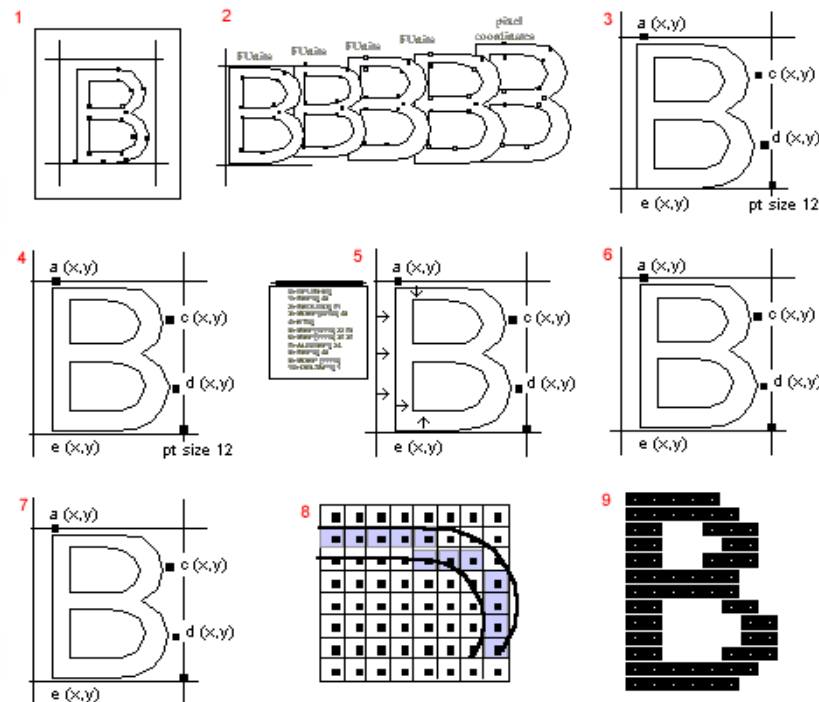 1
2
FUnits
FUnits
FUnits
FUnits
pixel
coordinates
3
a (x,y)
c (x,y)
d (x,y)
e (x,y)
pt size 12
4
a (x,y)
c (x,y)
d (x,y)
e (x,y)
pt size 12
5
a (x,y)
c (x,y)
d (x,y)
e (x,y)
6
a (x,y)
c (x,y)
d (x,y)
e (x,y)
7
a (x,y)
c (x,y)
d (x,y)
e (x,y)
8
9
B